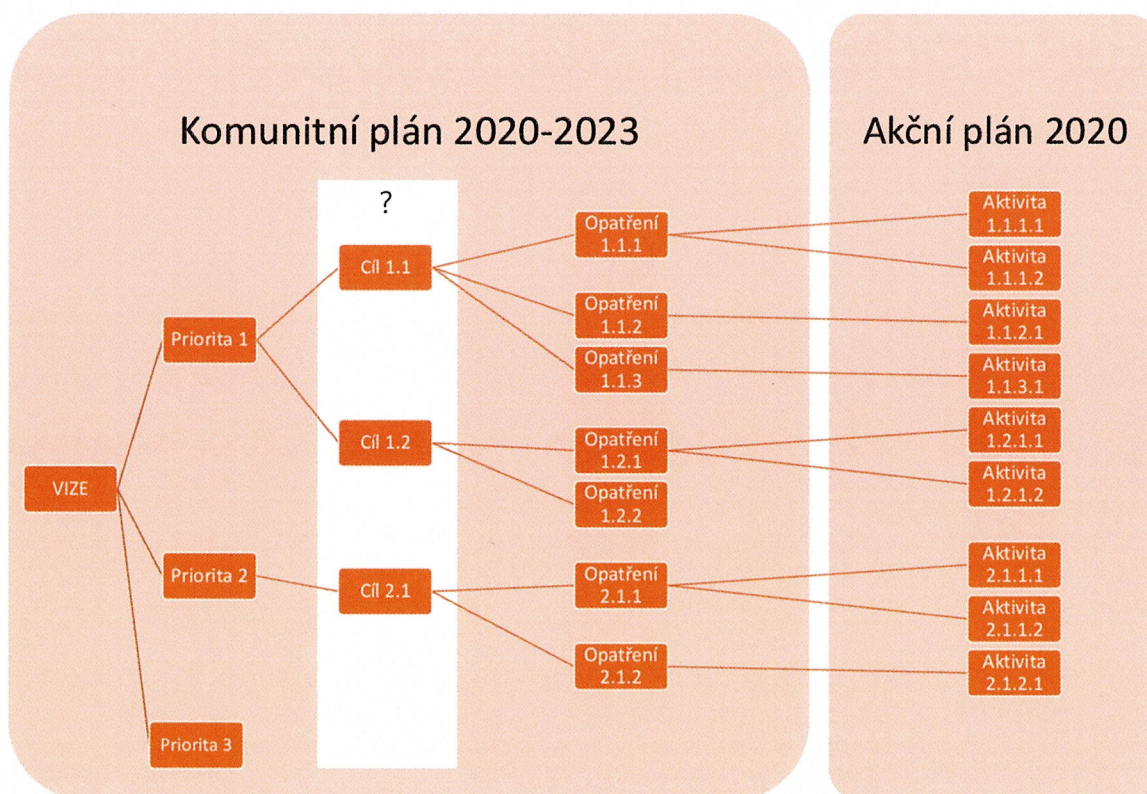 Komunitní plán 2020-2023
Akční plán 2020
?
VIZE
Priorita 1
Priorita 2
Priorita 3
Cíl 1.1
Cíl 1.2
Cíl 2.1
Opatření
1.1.1
Opatření
1.1.2
Opatření
1.1.3
Opatření
1.2.1
Opatření
1.2.2
Opatření
2.1.1
Opatření
2.1.2
Aktivita
1.1.1.1
Aktivita
1.1.1.2
Aktivita
1.1.2.1
Aktivita
1.1.3.1
Aktivita
1.2.1.1
Aktivita
1.2.1.2
Aktivita
2.1.1.1
Aktivita
2.1.1.2
Aktivita
2.1.2.1